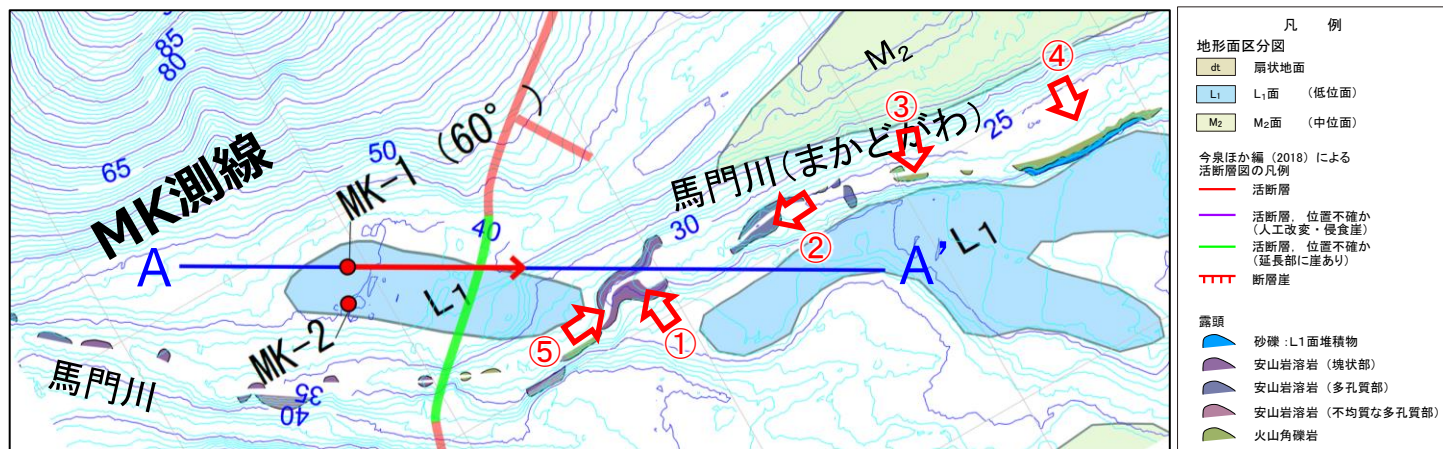 85
80
65
50
MK測線
MK-1 (60° )
M₂
③
④
馬門川(まかどがわ)
25
40
30
②
A
A'
L1
L1
MK-2
⑤
①
馬門川
35
40
凡 例
地形面区分図
dt 扇状地面
L₁ L₁面 (低位面)
M₂ M₂面 (中位面)
今泉ほか編 (2018) による
活断層図の凡例
活断層
活断層, 位置不確か
(人工改変・侵食崖)
活断層, 位置不確か
(延長部に崖あり)
断層崖
露頭
砂礫:L1面堆積物
安山岩溶岩 (塊状部)
安山岩溶岩 (多孔質部)
安山岩溶岩 (不均質な多孔質部)
火山角礫岩